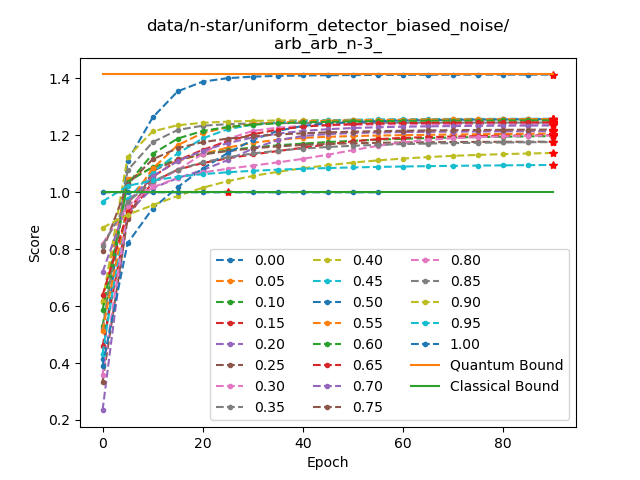 data/n-star/uniform_detector_biased_noise/
arb_arb_n-3_
Score
1.4
1.2
1.0
0.8
0.6
0.4
0.2
0.00 0.40 0.80
0.05 0.45 0.85
0.10 0.50 0.90
0.15 0.55 0.95
0.20 0.60 1.00
0.25 0.65 Quantum Bound
0.30 0.70 Classical Bound
0.35 0.75
0 20 40 60 80
Epoch